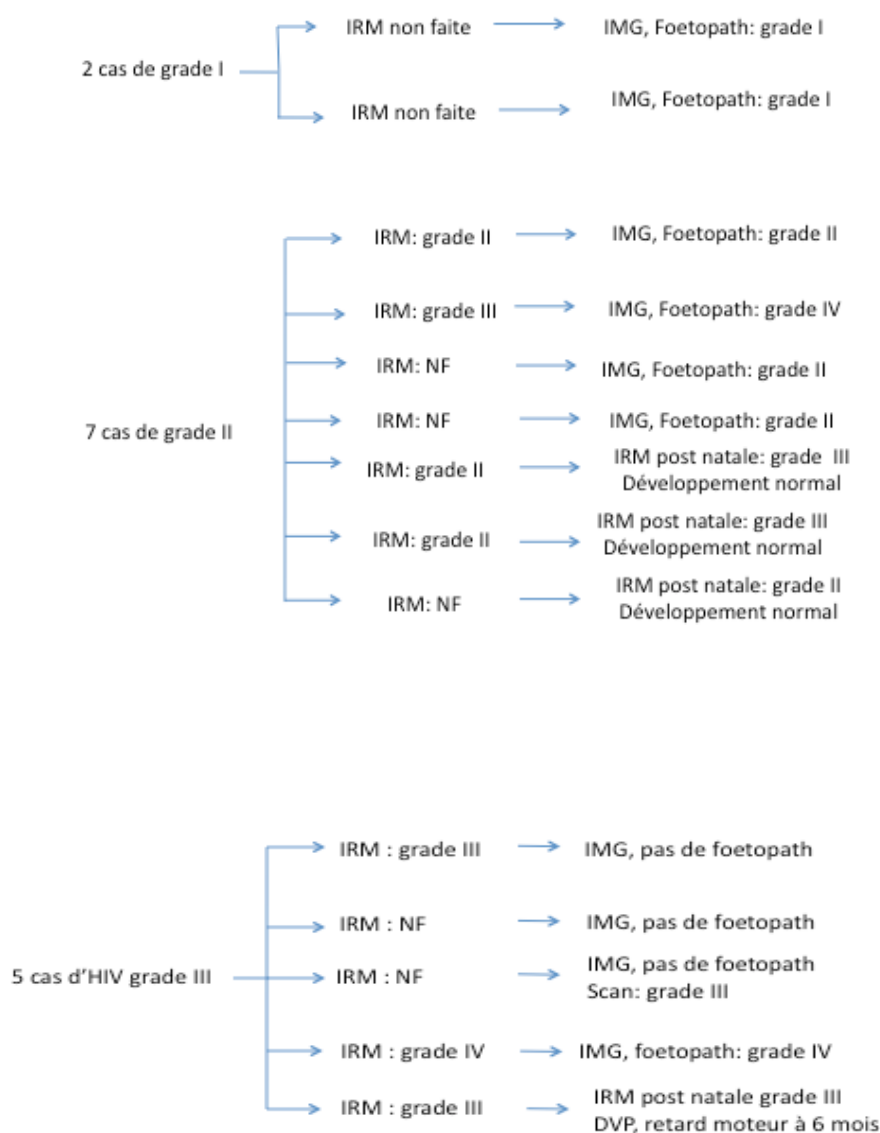 2 cas de grade I
IRM non faite
IMG, Foetopath: grade I
IRM non faite
IMG, Foetopath: grade I
7 cas de grade II
IRM: grade II
IMG, Foetopath: grade II
IRM: grade III
IMG, Foetopath: grade IV
IRM: NF
IMG, Foetopath: grade II
IRM: NF
IMG, Foetopath: grade II
IRM: grade II
IRM post natale: grade III
Développement normal
IRM: grade II
IRM post natale: grade III
Développement normal
IRM: NF
IRM post natale: grade II
Développement normal
5 cas d'HIV grade III
IRM : grade III
IMG, pas de foetopath
IRM : NF
IMG, pas de foetopath
IRM : NF
IMG, pas de foetopath
Scan: grade III
IRM : grade IV
IMG, foetopath: grade IV
IRM : grade III
IRM post natale grade III
DVP, retard moteur à 6 mois